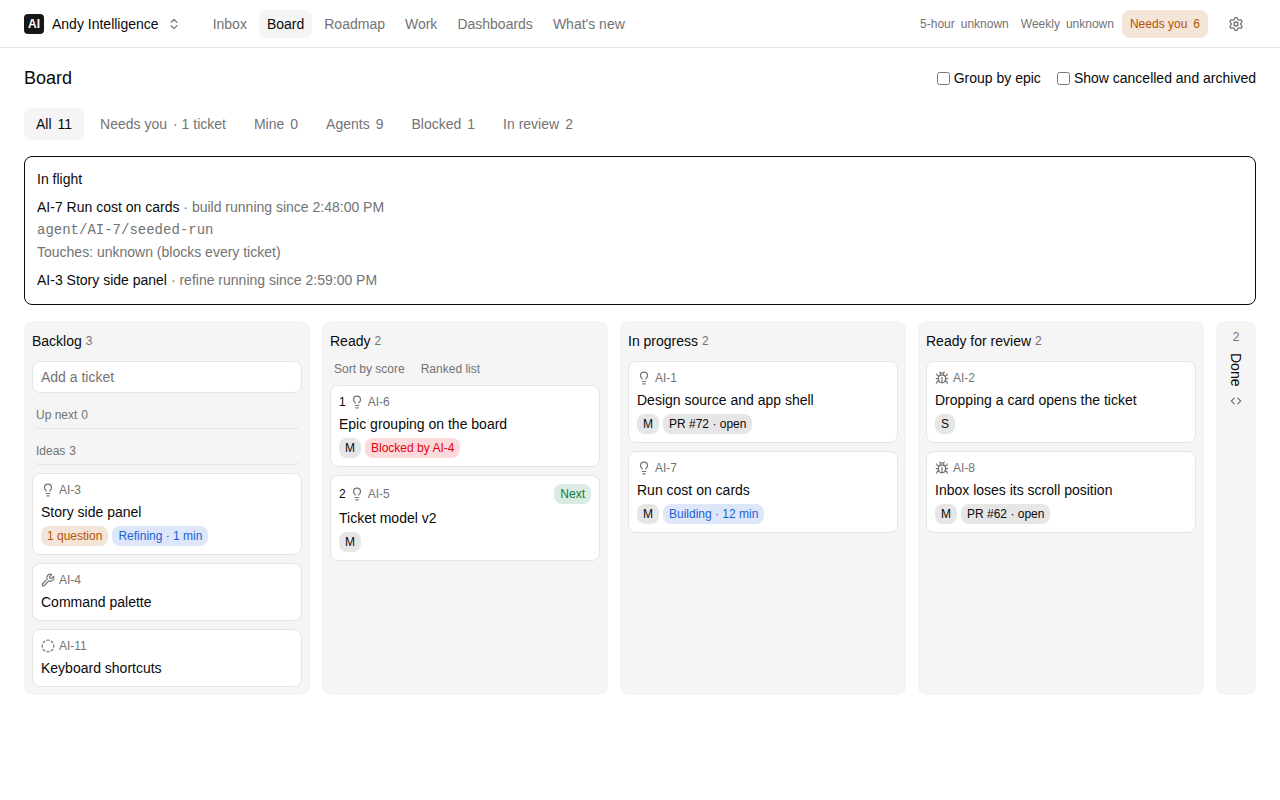 AI Andy Intelligence Inbox Board Roadmap Work Dashboards What's new 5-hour unknown Weekly unknown Needs you 6
Board
Group by epic Show cancelled and archived
All 11 Needs you · 1 ticket Mine 0 Agents 9 Blocked 1 In review 2
In flight
AI-7 Run cost on cards · build running since 2:48:00 PM
agent/AI-7/seeded-run
Touches: unknown (blocks every ticket)
AI-3 Story side panel · refine running since 2:59:00 PM
Backlog 3
Add a ticket
Up next 0
Ideas 3
AI-3
Story side panel
1 question Refining · 1 min
AI-4
Command palette
AI-11
Keyboard shortcuts
Ready 2
Sort by score Ranked list
1 AI-6
Epic grouping on the board
M Blocked by AI-4
2 AI-5 Next
Ticket model v2
M
In progress 2
AI-1
Design source and app shell
M PR #72 · open
AI-7
Run cost on cards
M Building · 12 min
Ready for review 2
AI-2
Dropping a card opens the ticket
S
AI-8
Inbox loses its scroll position
M PR #62 · open
2
Done